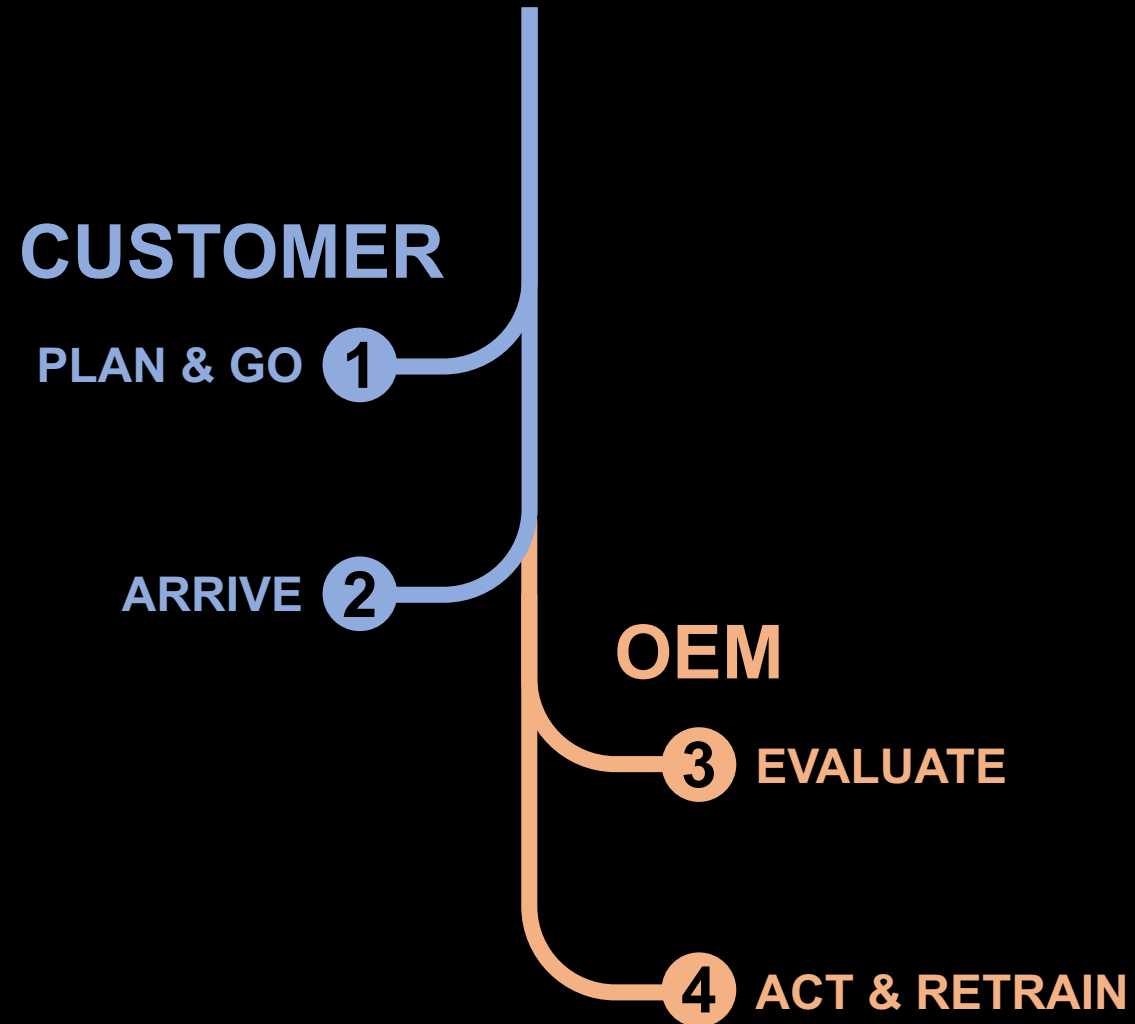 CUSTOMER
PLAN & GO 1
ARRIVE 2
OEM
3 EVALUATE
4 ACT & RETRAIN